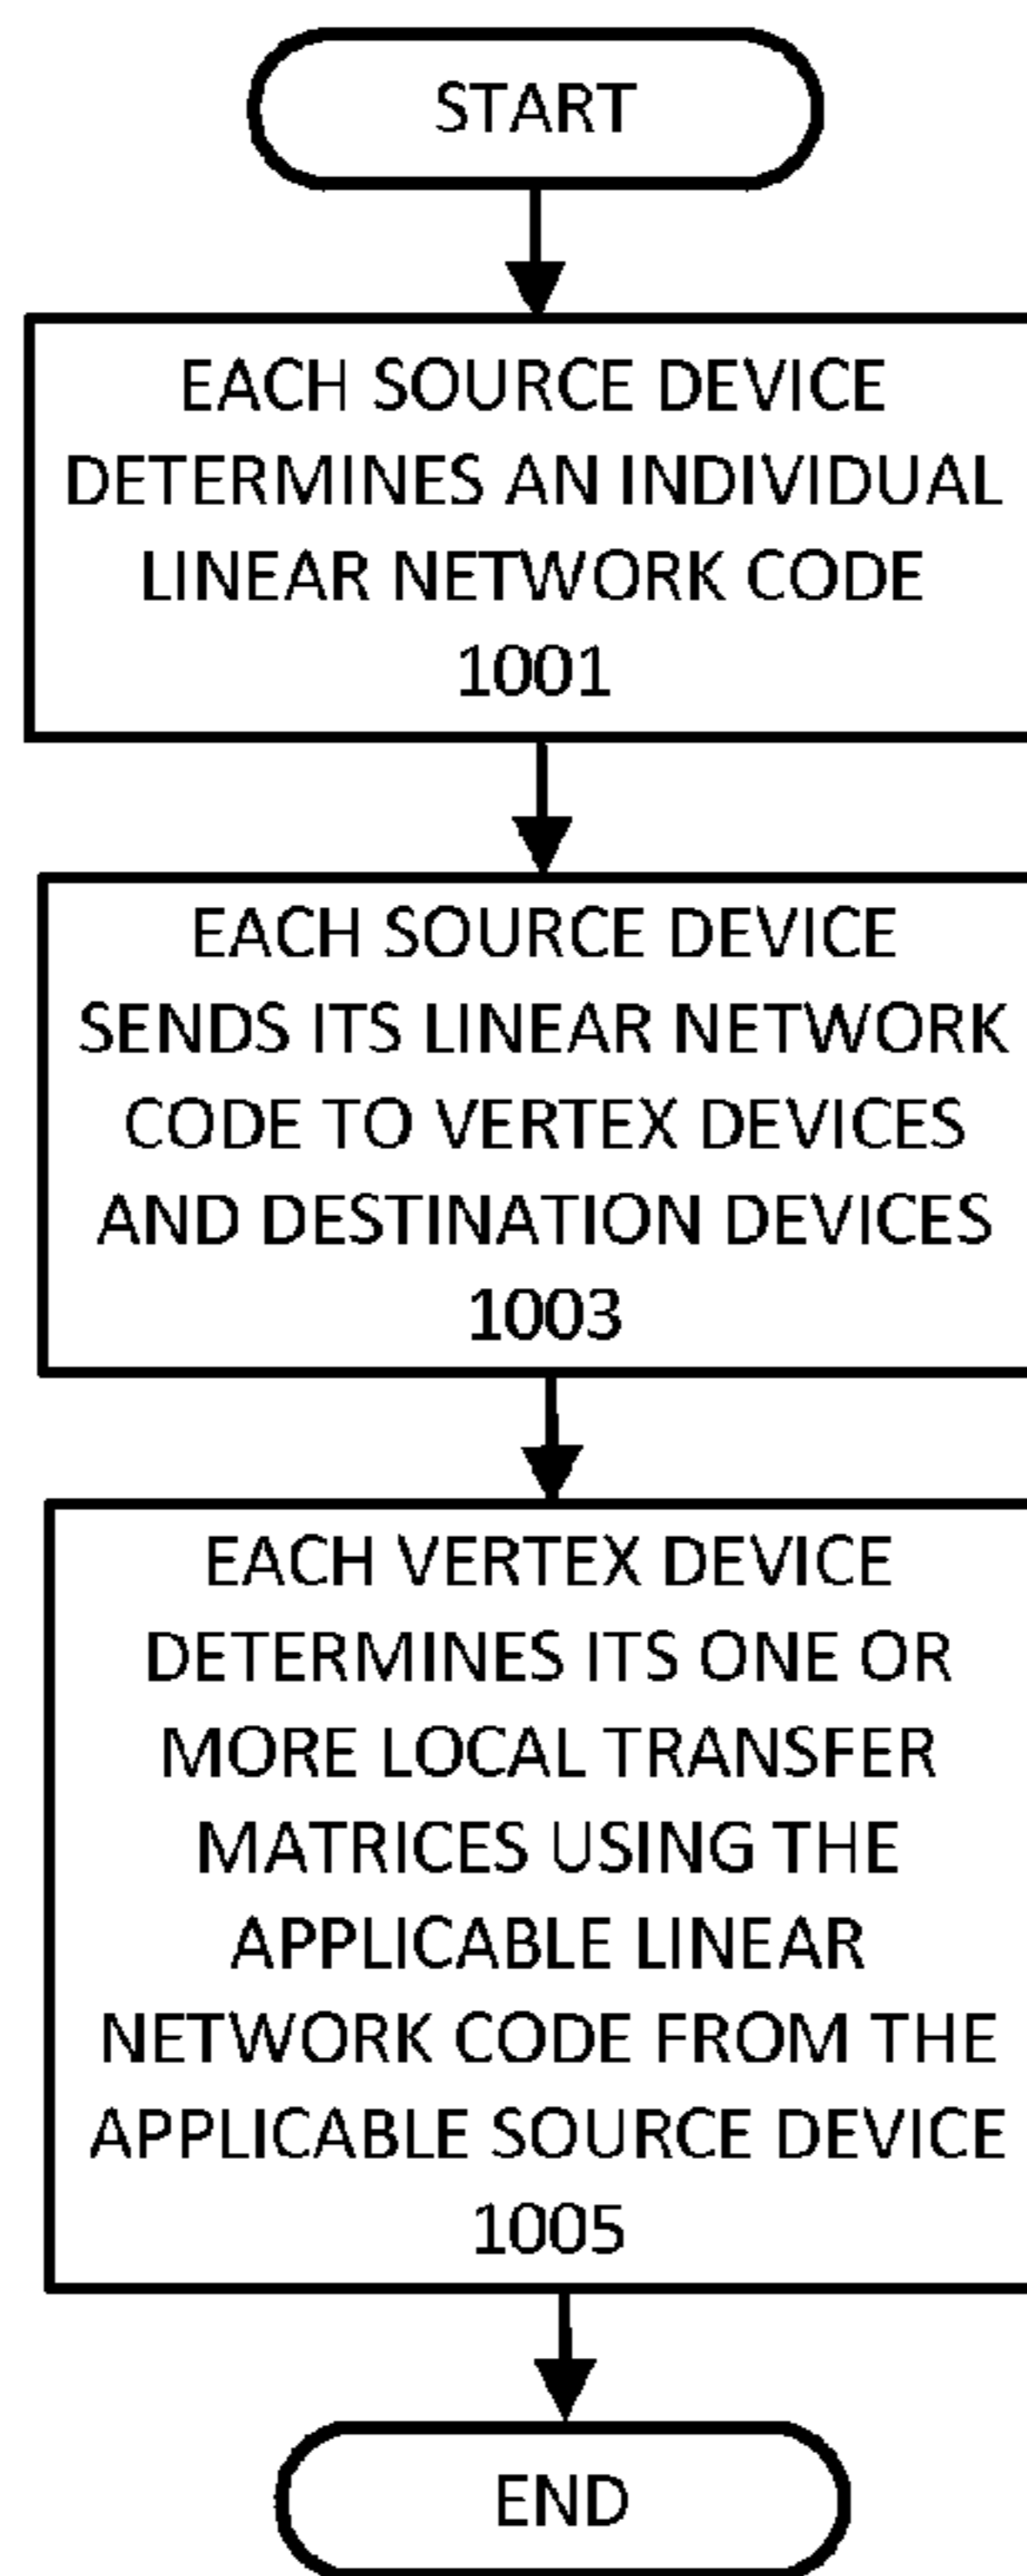 START
EACH SOURCE DEVICE
DETERMINES AN INDIVIDUAL
LINEAR NETWORK CODE
1001
EACH SOURCE DEVICE
SENDS ITS LINEAR NETWORK
CODE TO VERTEX DEVICES
AND DESTINATION DEVICES
1003
EACH VERTEX DEVICE
DETERMINES ITS ONE OR
MORE LOCAL TRANSFER
MATRICES USING THE
APPLICABLE LINEAR
NETWORK CODE FROM THE
APPLICABLE SOURCE DEVICE
1005
END